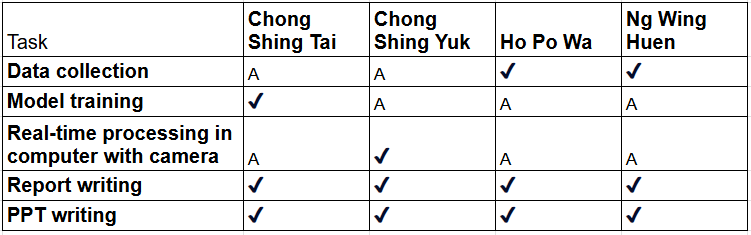 Task Chong Shing Tai Chong Shing Yuk Ho Po Wa Ng Wing Huen
Data collection A A ✓ ✓
Model training ✓ A A A
Real-time processing in
computer with camera A ✓ A A
Report writing ✓ ✓ ✓ ✓
PPT writing ✓ ✓ ✓ ✓